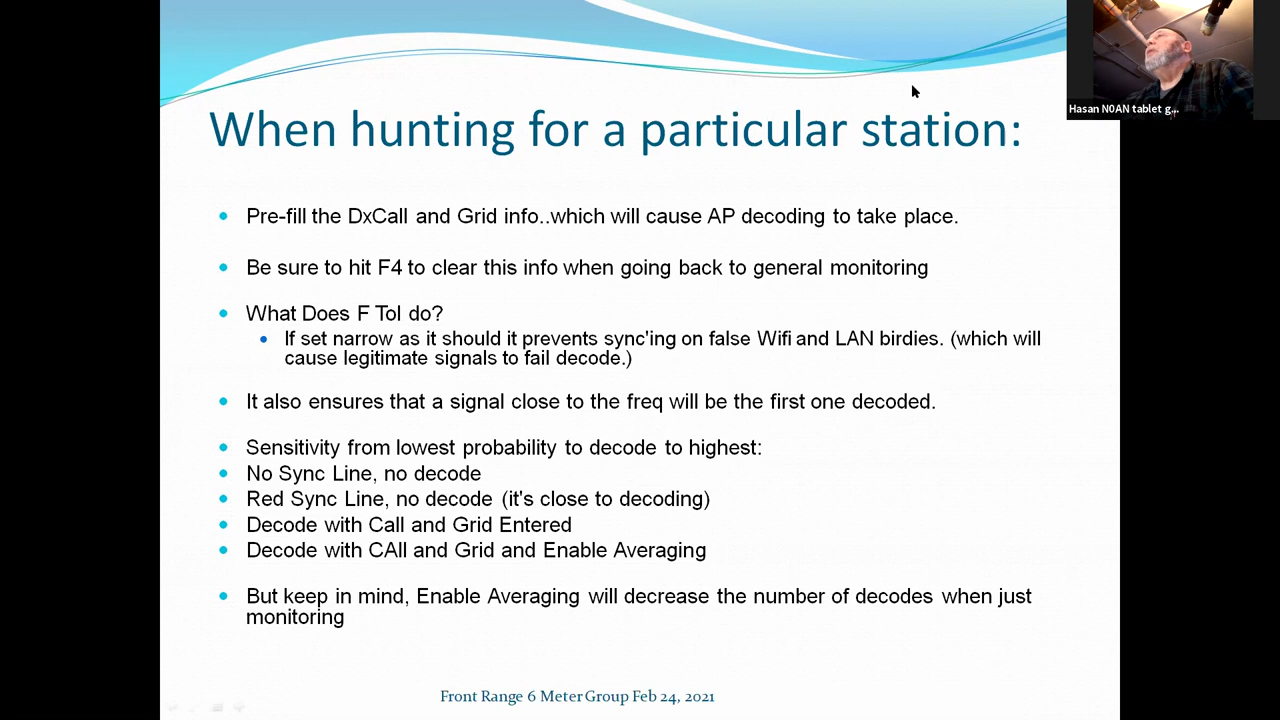 Hasan N0AN tablet g...
When hunting for a particular station:
Pre-fill the DxCall and Grid info..which will cause AP decoding to take place.
Be sure to hit F4 to clear this info when going back to general monitoring
What Does F Tol do?
If set narrow as it should it prevents sync'ing on false Wifi and LAN birdies. (which will
cause legitimate signals to fail decode.)
It also ensures that a signal close to the freq will be the first one decoded.
Sensitivity from lowest probability to decode to highest:
No Sync Line, no decode
Red Sync Line, no decode (it's close to decoding)
Decode with Call and Grid Entered
Decode with CAll and Grid and Enable Averaging
But keep in mind, Enable Averaging will decrease the number of decodes when just
monitoring
Front Range 6 Meter Group Feb 24, 2021